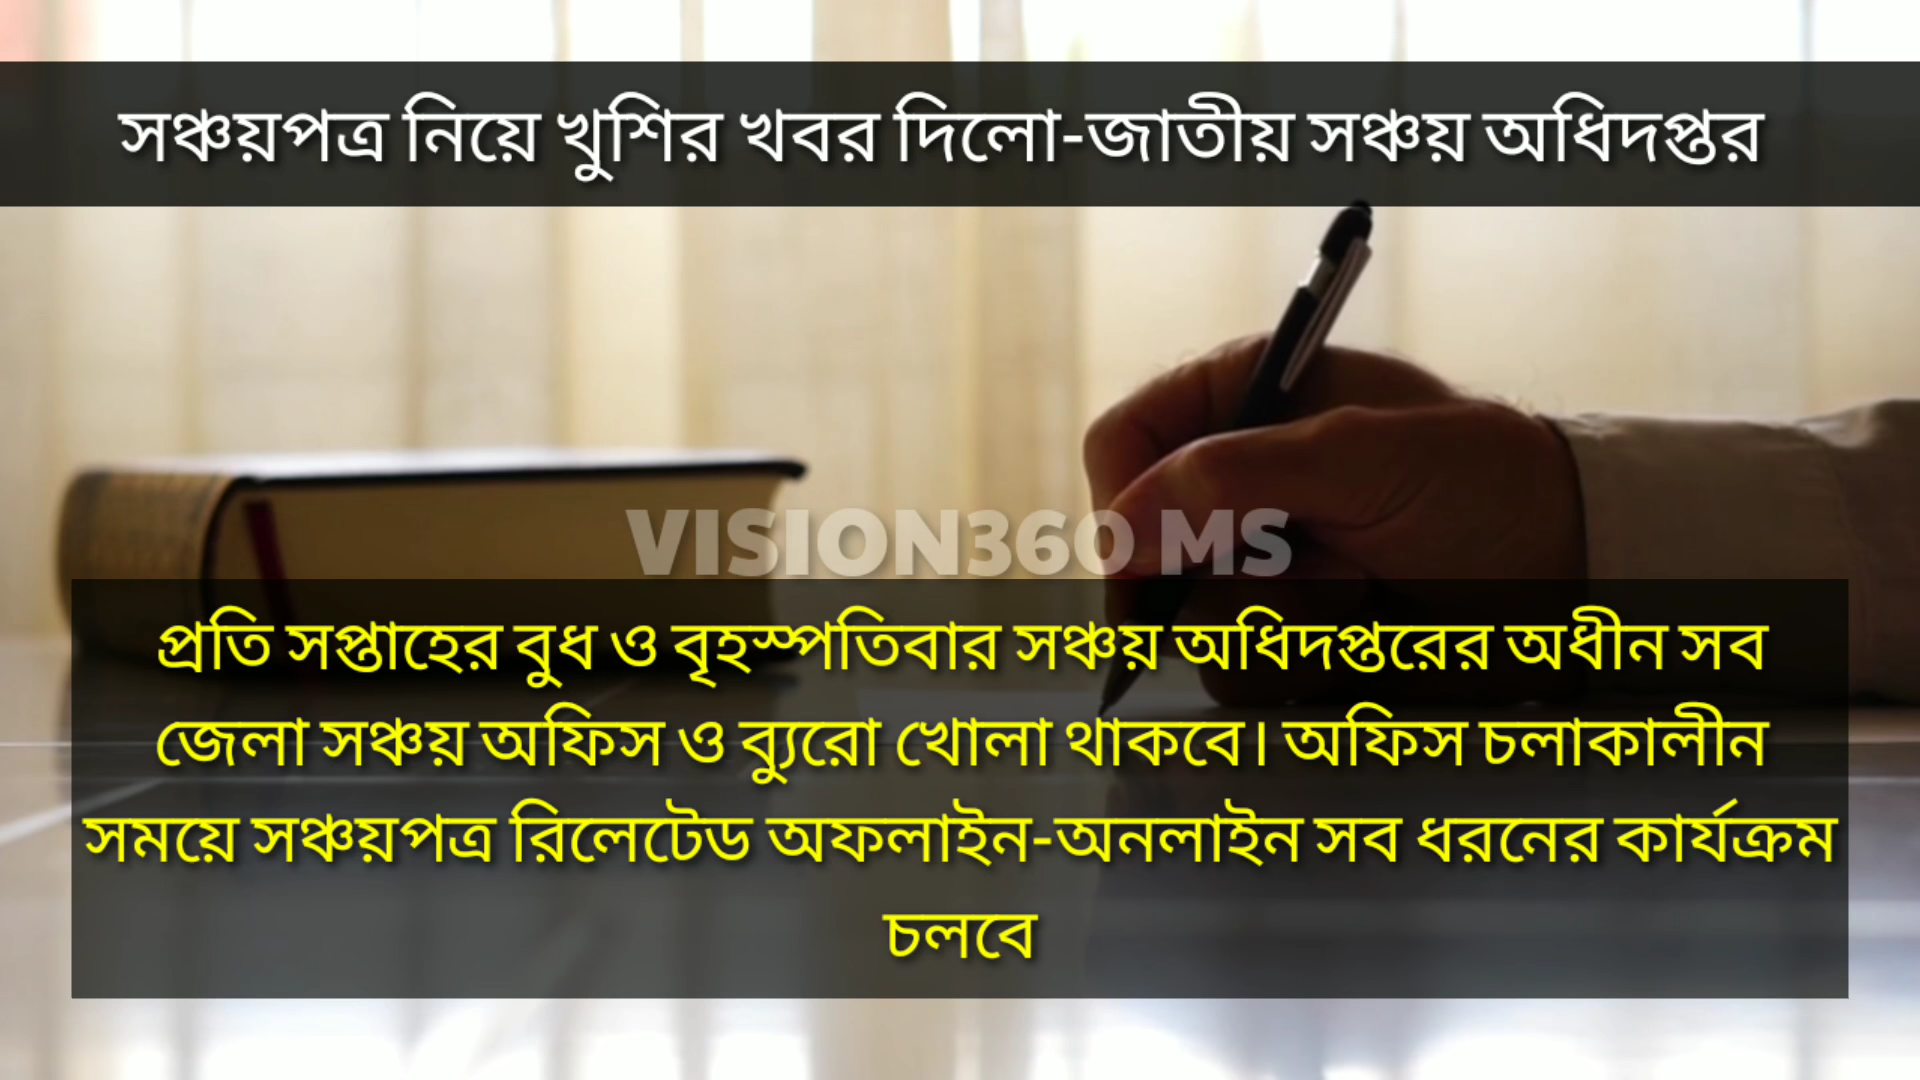 সঞ্চয়পত্র নিয়ে খুশির খবর দিলো-জাতীয় সঞ্চয় অধিদপ্তর
VISION360 MS
প্রতি সপ্তাহের বুধ ও বৃহস্পতিবার সঞ্চয় অধিদপ্তরের অধীন সব
জেলা সঞ্চয় অফিস ও ব্যুরো খোলা থাকবে। অফিস চলাকালীন
সময়ে সঞ্চয়পত্র রিলেটেড অফলাইন-অনলাইন সব ধরনের কার্যক্রম
চলবে